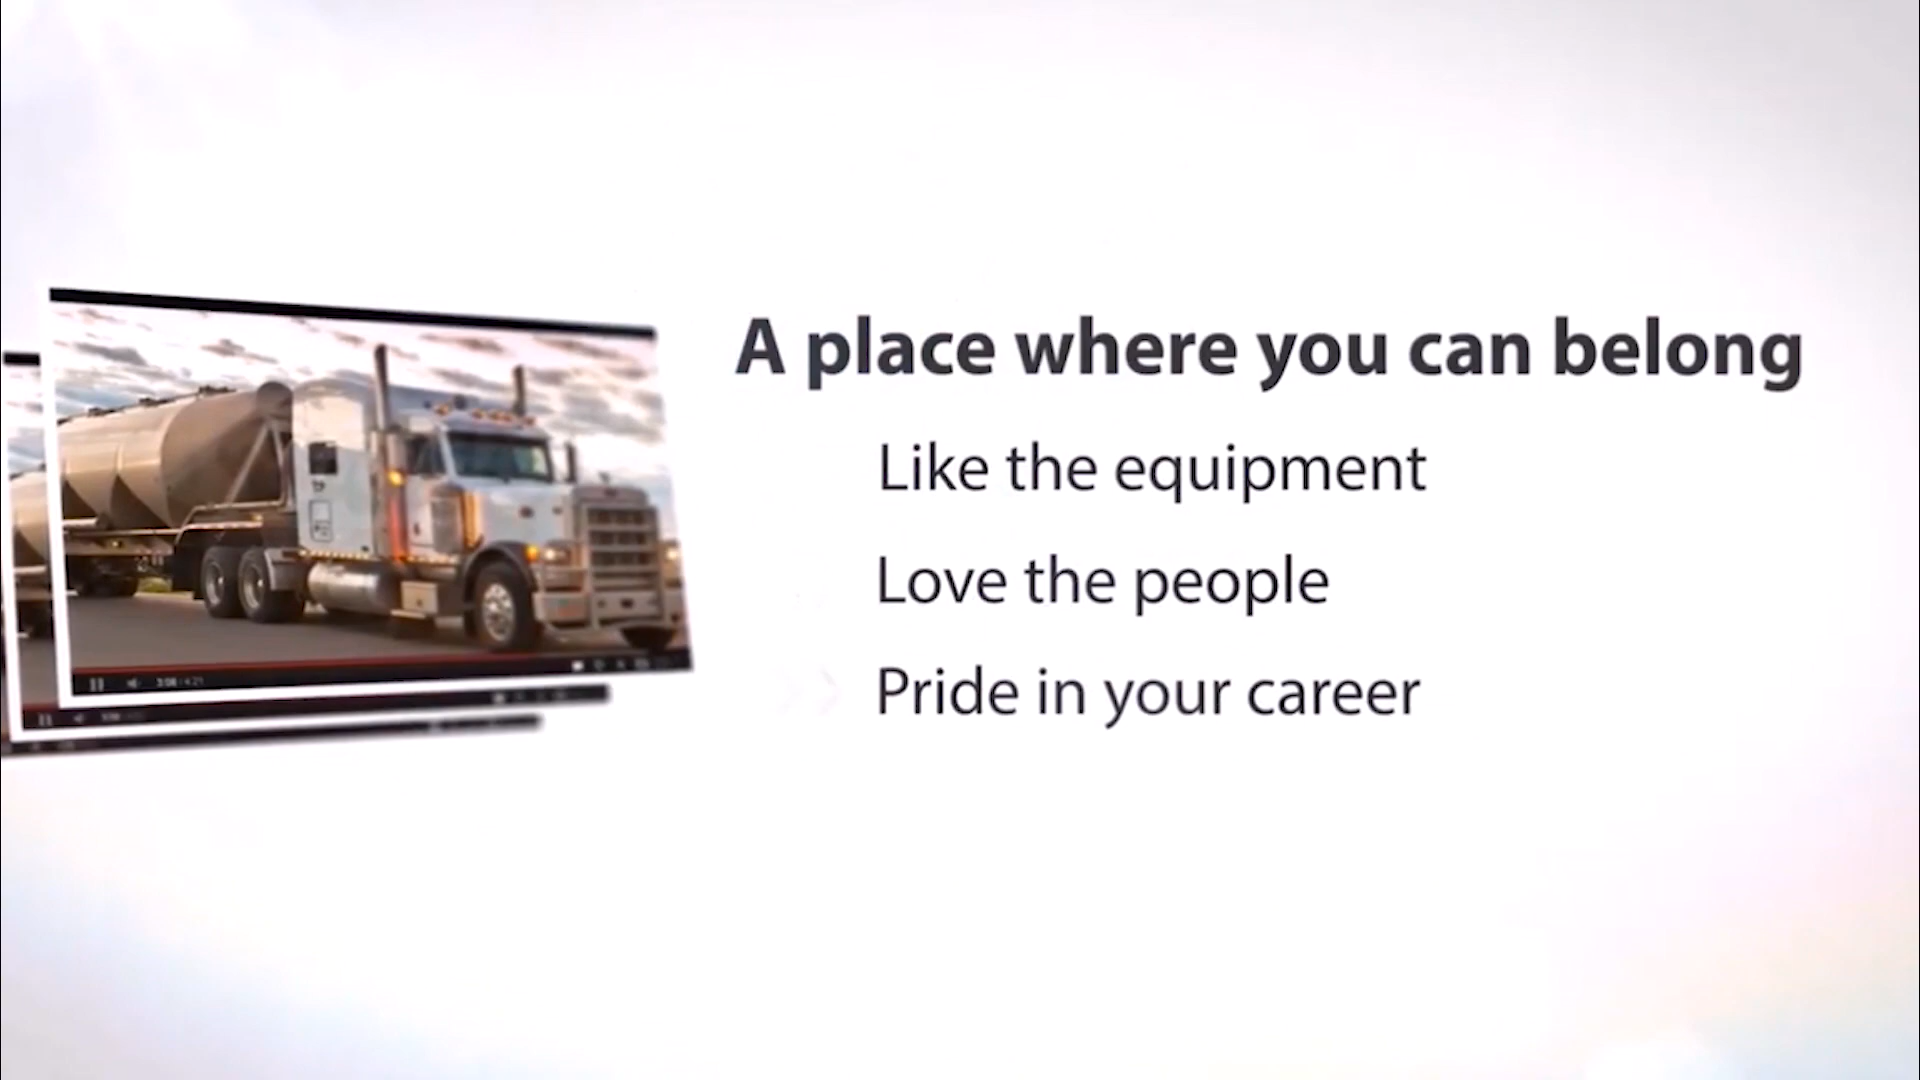 A place where you can belong
Like the equipment
Love the people
Pride in your career